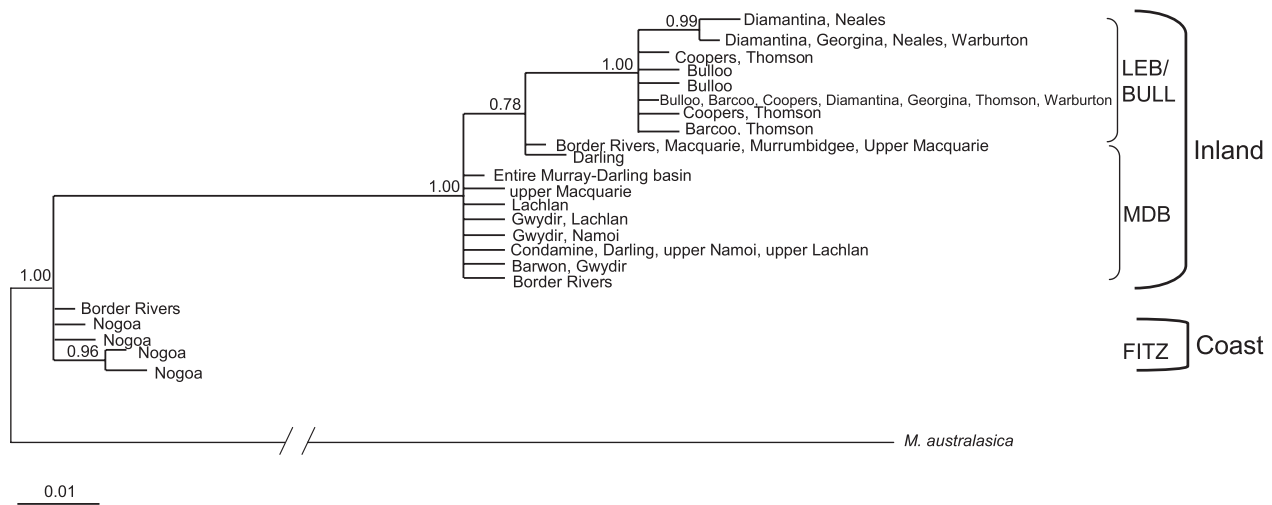 0.99
Diamantina, Neales
Diamantina, Georgina, Neales, Warburton
Coopers, Thomson
1.00
Bulloo
Bulloo
Bulloo, Barcoo, Coopers, Diamantina, Georgina, Thomson, Warburton
Coopers, Thomson
Barcoo, Thomson
LEB/
BULL
0.78
Border Rivers, Macquarie, Murrumbidgee, Upper Macquarie
Darling
Inland
1.00
Entire Murray-Darling basin
upper Macquarie
Lachlan
Gwydir, Lachlan
Gwydir, Namoi
Condamine, Darling, upper Namoi, upper Lachlan
Barwon, Gwydir
Border Rivers
MDB
1.00
Border Rivers
Nogoa
Nogoa
0.96
Nogoa
Nogoa
FITZ
Coast
M. australasica
0.01